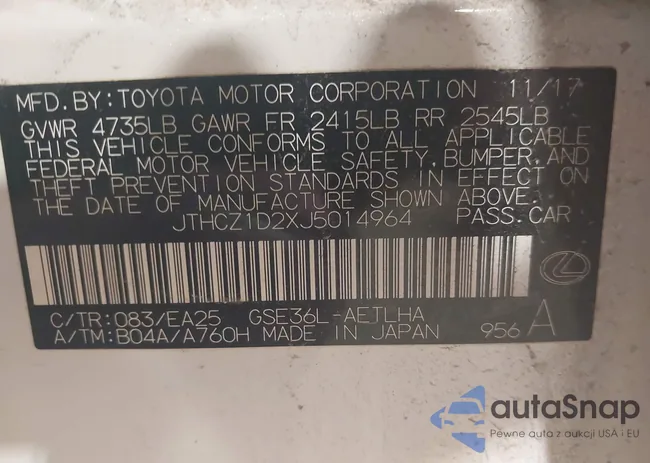 MFD.BY:TOYOTA MOTOR CORPORATION 11/17
GVWR 4735LB GAWR FR 2415LB RR 2545LB
THIS VEHICLE CONFORMS TO ALL APPLICABLE
FEDERAL MOTOR VEHICLE SAFETY,BUMPER,AND
THEFT PREVENTION STANDARDS IN EFFECT ON
THE DATE OF MANUFACTURE SHOWN ABOVE.
JTHCZ1D2XJ5014964 PASS.CAR
C/TR:083/EA25 GSE36L-AETLHA
A/TM:B04A/A760H MADE IN JAPAN 956 A
autaSnap
Pewne auta z aukcji USA i EU